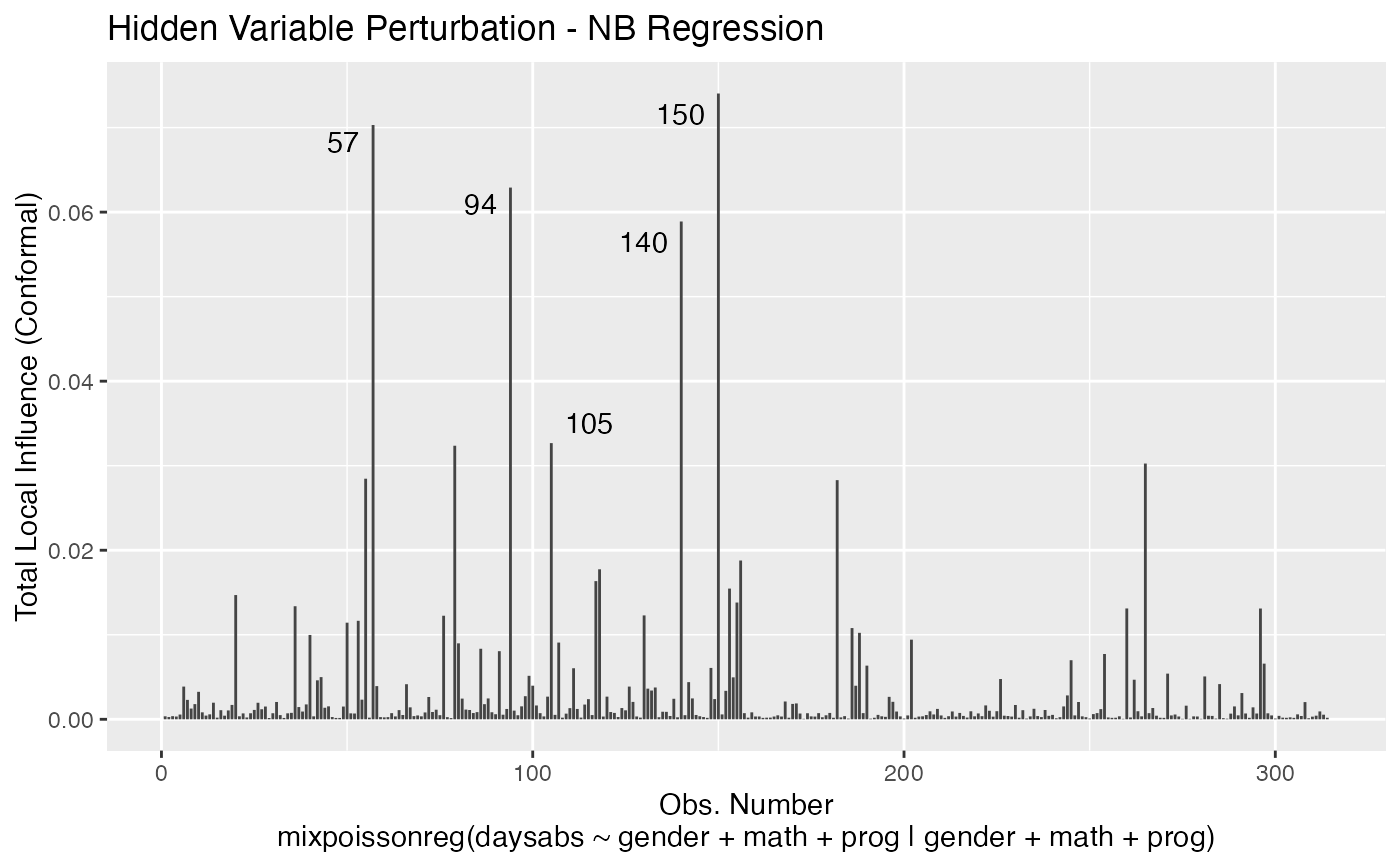 Hidden Variable Perturbation - NB Regression
150
57
94
140
105
Total Local Influence (Conformal)
0.06
0.04
0.02
0.00
0 100 200 300
Obs. Number
mixpoissonreg(daysabs ~ gender + math + prog | gender + math + prog)